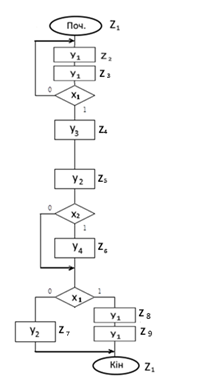 Поч. Z₁
y₁ Z₂
y₁ Z₃
0 x₁
1
y₃ Z₄
y₂ Z₅
0 x₂
1
y₄ Z₆
0 x₁ 1
y₁ Z₈
y₂ Z₇ y₁ Z₉
Кін Z₁